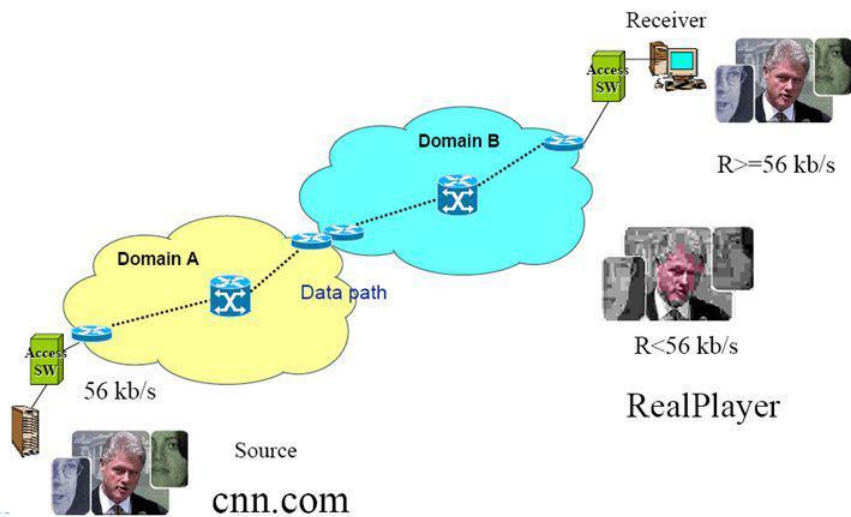 Receiver
Access
SW
Domain B
R>=56 kb/s
Domain A
Data path
R<56 kb/s
Access
SW
56 kb/s
RealPlayer
Source
cnn.com